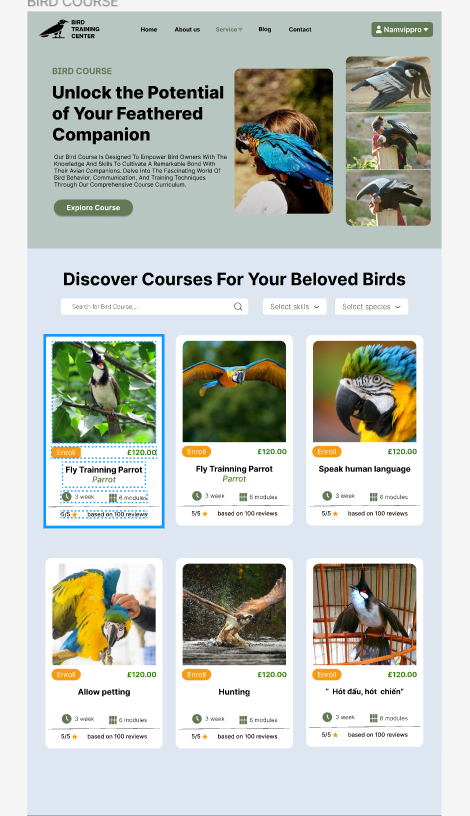 BIRD COURSE
BIRD
TRAINING
CENTER
Home About us Service Blog Contact
Namvippro
BIRD COURSE
Unlock the Potential
of Your Feathered
Companion
Our Bird Course Is Designed To Empower Bird Owners With The
Knowledge And Skills To Cultivate A Remarkable Bond With
Their Avian Companions. Delve Into The Fascinating World Of
Bird Behavior, Communication, And Training Techniques
Through Our Comprehensive Course Curriculum.
Explore Course
Discover Courses For Your Beloved Birds
Search for Bird Course,... Select skills Select species
Enroll £120.00
Fly Trainning Parrot
Parrot
3 week 6 modules
5/5 based on 100 reviews
Enroll £120.00
Fly Trainning Parrot
Parrot
3 week 6 modules
5/5 based on 100 reviews
Enroll £120.00
Speak human language
3 week 6 modules
5/5 based on 100 reviews
Enroll £120.00
Allow petting
3 week 6 modules
5/5 based on 100 reviews
Enroll £120.00
Hunting
3 week 6 modules
5/5 based on 100 reviews
Enroll £120.00
" Hót đấu, hót chiến"
3 week 6 modules
5/5 based on 100 reviews